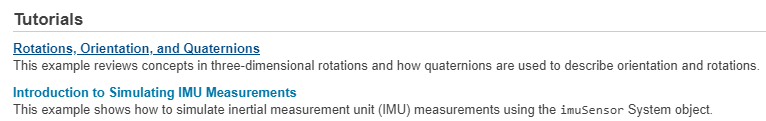 Tutorials
Rotations, Orientation, and Quaternions
This example reviews concepts in three-dimensional rotations and how quaternions are used to describe orientation and rotations.
Introduction to Simulating IMU Measurements
This example shows how to simulate inertial measurement unit (IMU) measurements using the imuSensor System object.